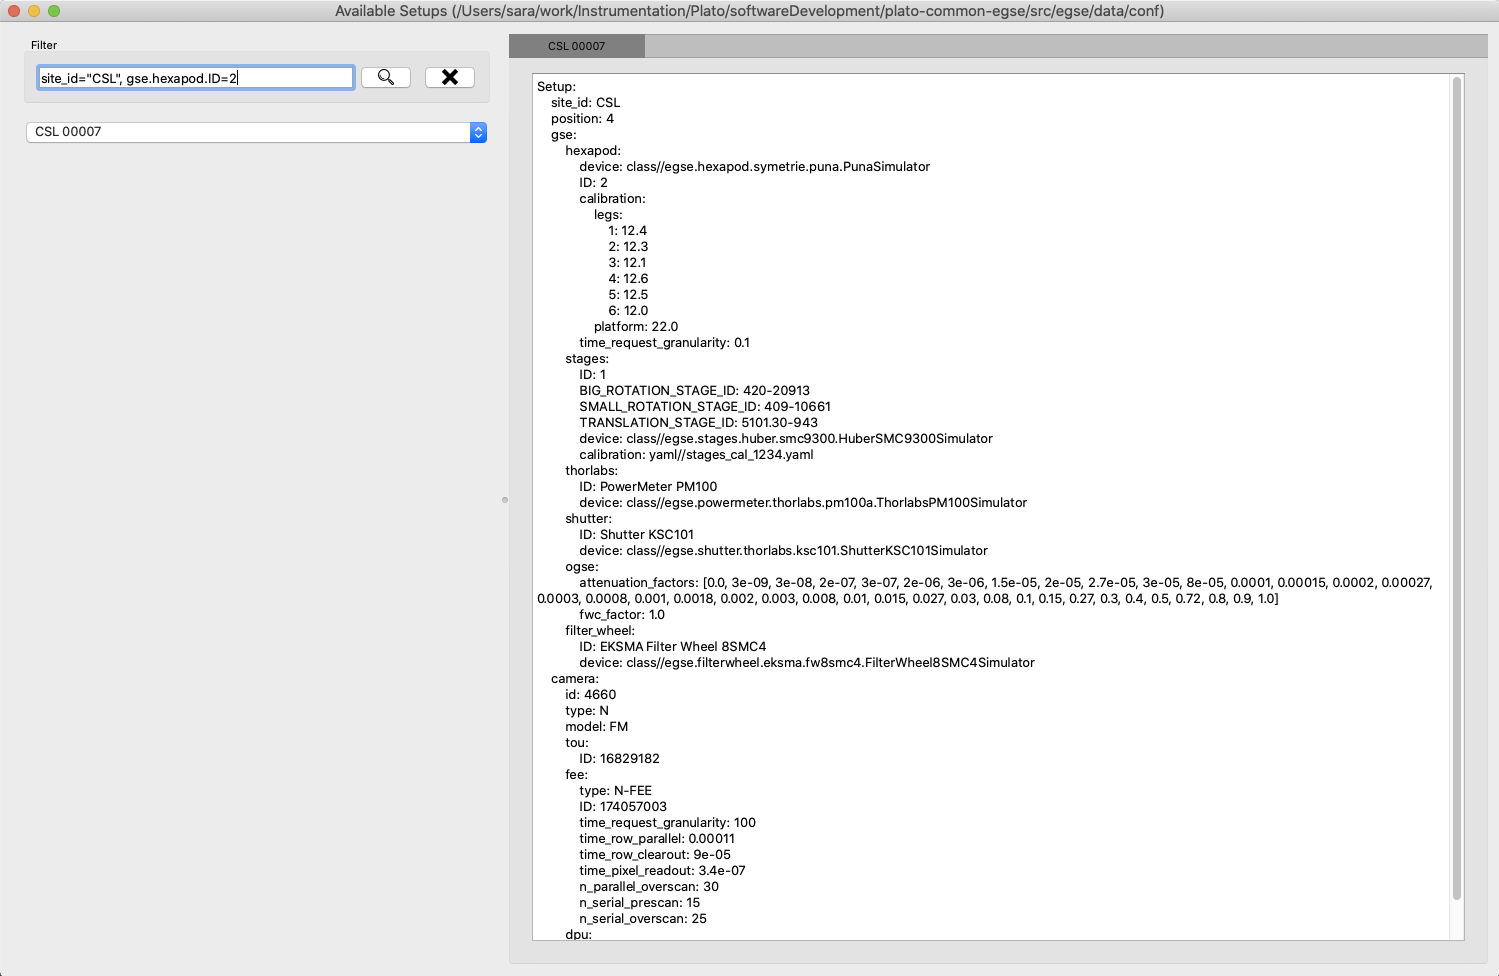 Available Setups (/Users/sara/work/Instrumentation/Plato/softwareDevelopment/plato-common-egse/src/egse/data/conf)
Filter
site_id="CSL", gse.hexapod.ID=2
CSL 00007
CSL 00007
Setup:
site_id: CSL
position: 4
gse:
hexapod:
device: class//egse.hexapod.symetrie.puna.PunaSimulator
ID: 2
calibration:
legs:
1: 12.4
2: 12.3
3: 12.1
4: 12.6
5: 12.5
6: 12.0
platform: 22.0
time_request_granularity: 0.1
stages:
ID: 1
BIG_ROTATION_STAGE_ID: 420-20913
SMALL_ROTATION_STAGE_ID: 409-10661
TRANSLATION_STAGE_ID: 5101.30-943
device: class//egse.stages.huber.smc9300.HuberSMC9300Simulator
calibration: yaml//stages_cal_1234.yaml
thorlabs:
ID: PowerMeter PM100
device: class//egse.powermeter.thorlabs.pm100a.ThorlabsPM100Simulator
shutter:
ID: Shutter KSC101
device: class//egse.shutter.thorlabs.ksc101.ShutterKSC101Simulator
ogse:
attenuation_factors: [0.0, 3e-09, 3e-08, 2e-07, 3e-07, 2e-06, 3e-06, 1.5e-05, 2e-05, 2.7e-05, 3e-05, 8e-05, 0.0001, 0.00015, 0.0002, 0.00027,
0.0003, 0.0008, 0.001, 0.0018, 0.002, 0.003, 0.008, 0.01, 0.015, 0.027, 0.03, 0.08, 0.1, 0.15, 0.27, 0.3, 0.4, 0.5, 0.72, 0.8, 0.9, 1.0]
fwc_factor: 1.0
filter_wheel:
ID: EKSMA Filter Wheel 8SMC4
device: class//egse.filterwheel.eksma.fw8smc4.FilterWheel8SMC4Simulator
camera:
id: 4660
type: N
model: FM
tou:
ID: 16829182
fee:
type: N-FEE
ID: 174057003
time_request_granularity: 100
time_row_parallel: 0.00011
time_row_clearout: 9e-05
time_pixel_readout: 3.4e-07
n_parallel_overscan: 30
n_serial_prescan: 15
n_serial_overscan: 25
dpu: